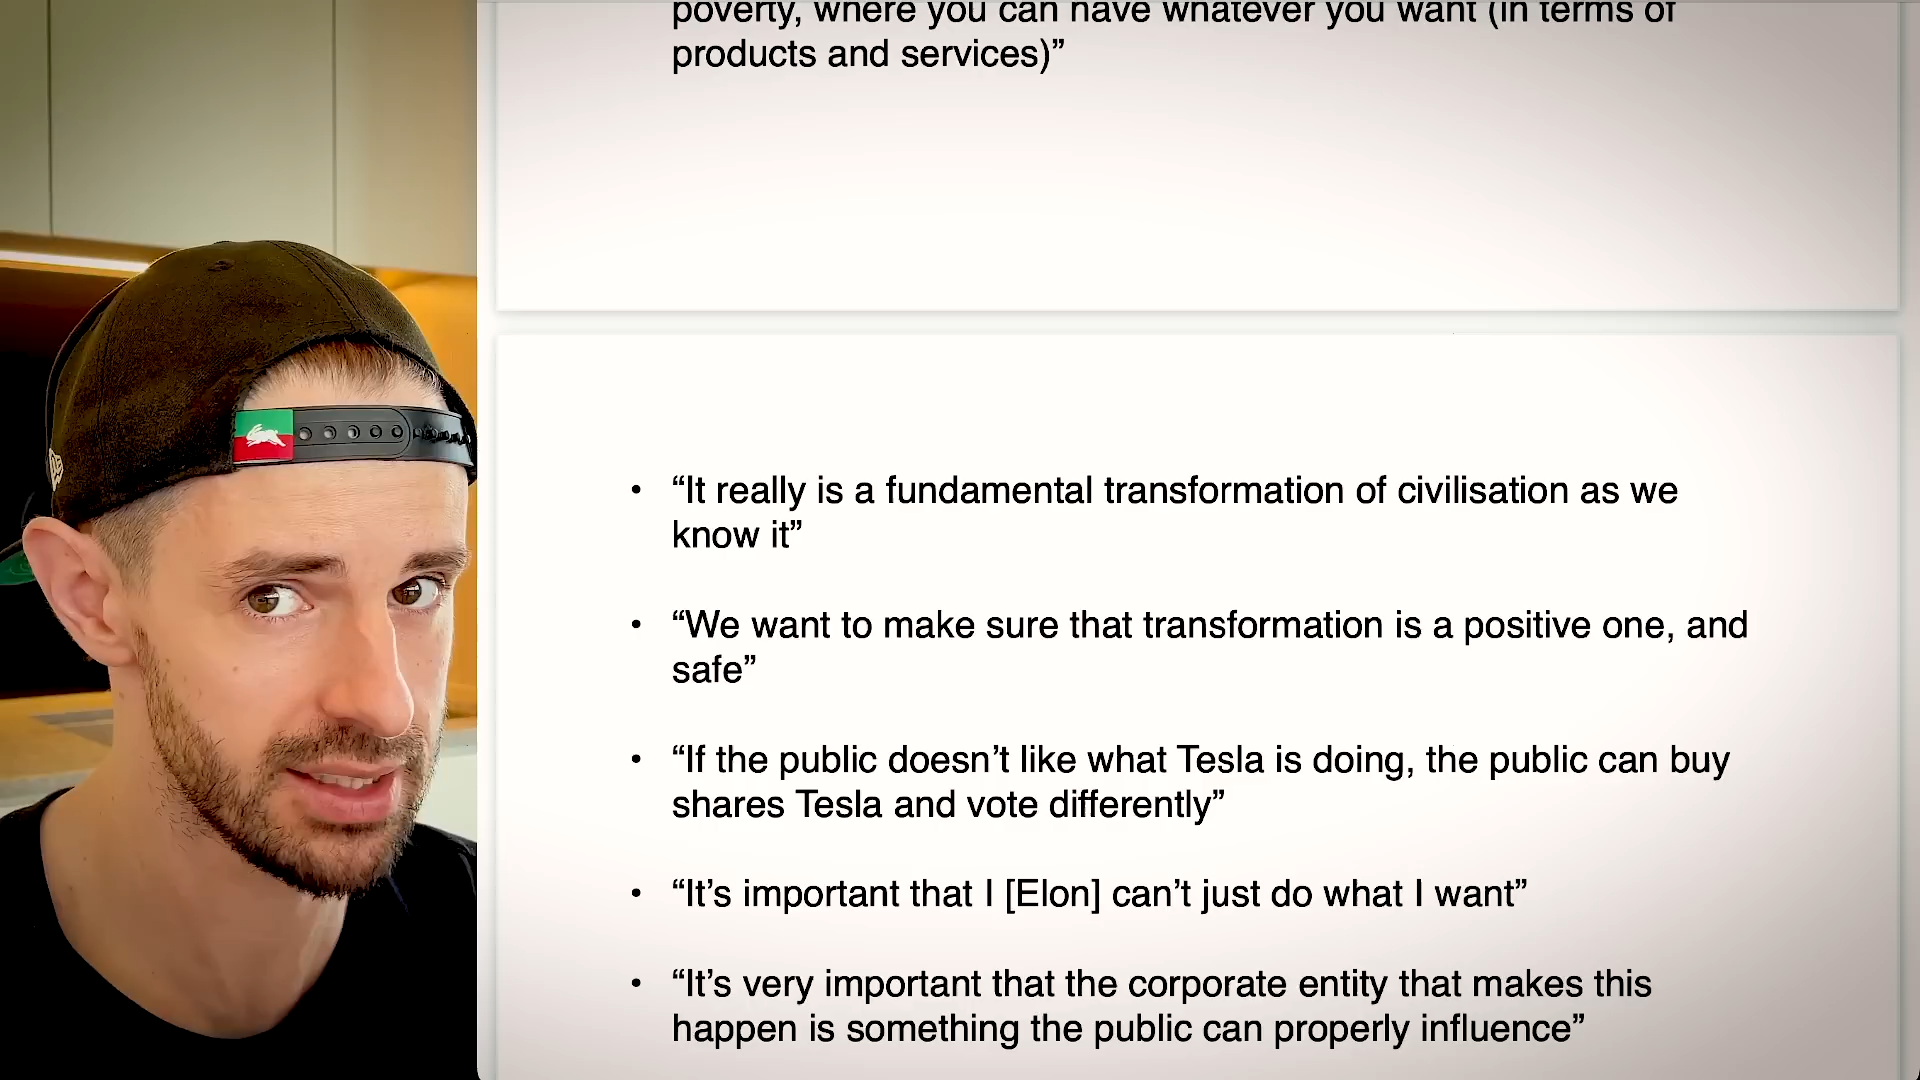 poverty, where you can have whatever you want (in terms of
products and services)”
• “It really is a fundamental transformation of civilisation as we
know it”
• “We want to make sure that transformation is a positive one, and
safe”
• “If the public doesn’t like what Tesla is doing, the public can buy
shares Tesla and vote differently”
• “It’s important that I [Elon] can’t just do what I want”
• “It’s very important that the corporate entity that makes this
happen is something the public can properly influence”